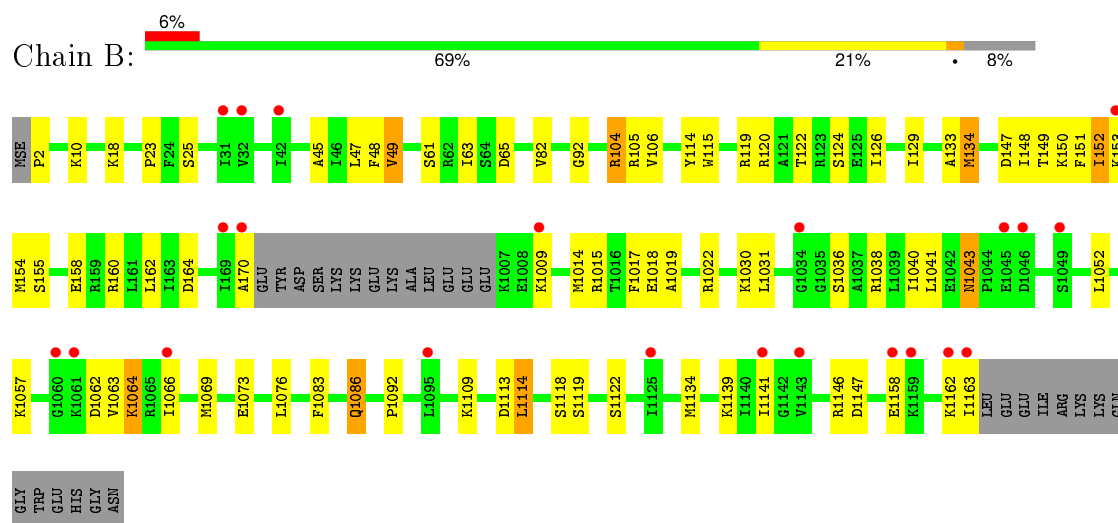 6%
Chain B:
69% 21% • 8%
MSE P2 K10 K18 P23 F24 S25 I31 V32 I42 A45 I46 L47 F48 V49 S61 R62 I63 S64 D65 V82 G92 R104 R105 V106 Y114 W115 R119 R120 A121 T122 R123 S124 E125 I126 I129 A133 M134 D147 I148 T149 K150 F151 I152 K153
M154 S155 E158 R159 R160 L161 L162 I163 D164 I169 A170 GLU TYR ASP SER LYS LYS GLU LYS ALA LEU GLU GLU GLU K1007 E1008 K1009 M1014 R1015 T1016 F1017 E1018 A1019 R1022 K1030 L1031 G1034 G1035 S1036 A1037 R1038 L1039 I1040 L1041 E1042 N1043 P1044 E1045 D1046 S1049 L1052
K1057 G1060 K1061 D1062 V1063 K1064 R1065 I1066 M1069 E1073 L1076 F1083 Q1086 P1092 L1095 K1109 D1113 L1114 S1118 S1119 S1122 I1125 M1134 K1139 I1140 I1141 G1142 V1143 R1146 D1147 E1158 K1159 K1162 I1163 LEU GLU GLU ILE ARG LYS LYS GLN
GLY TRP GLU HIS GLY ASN